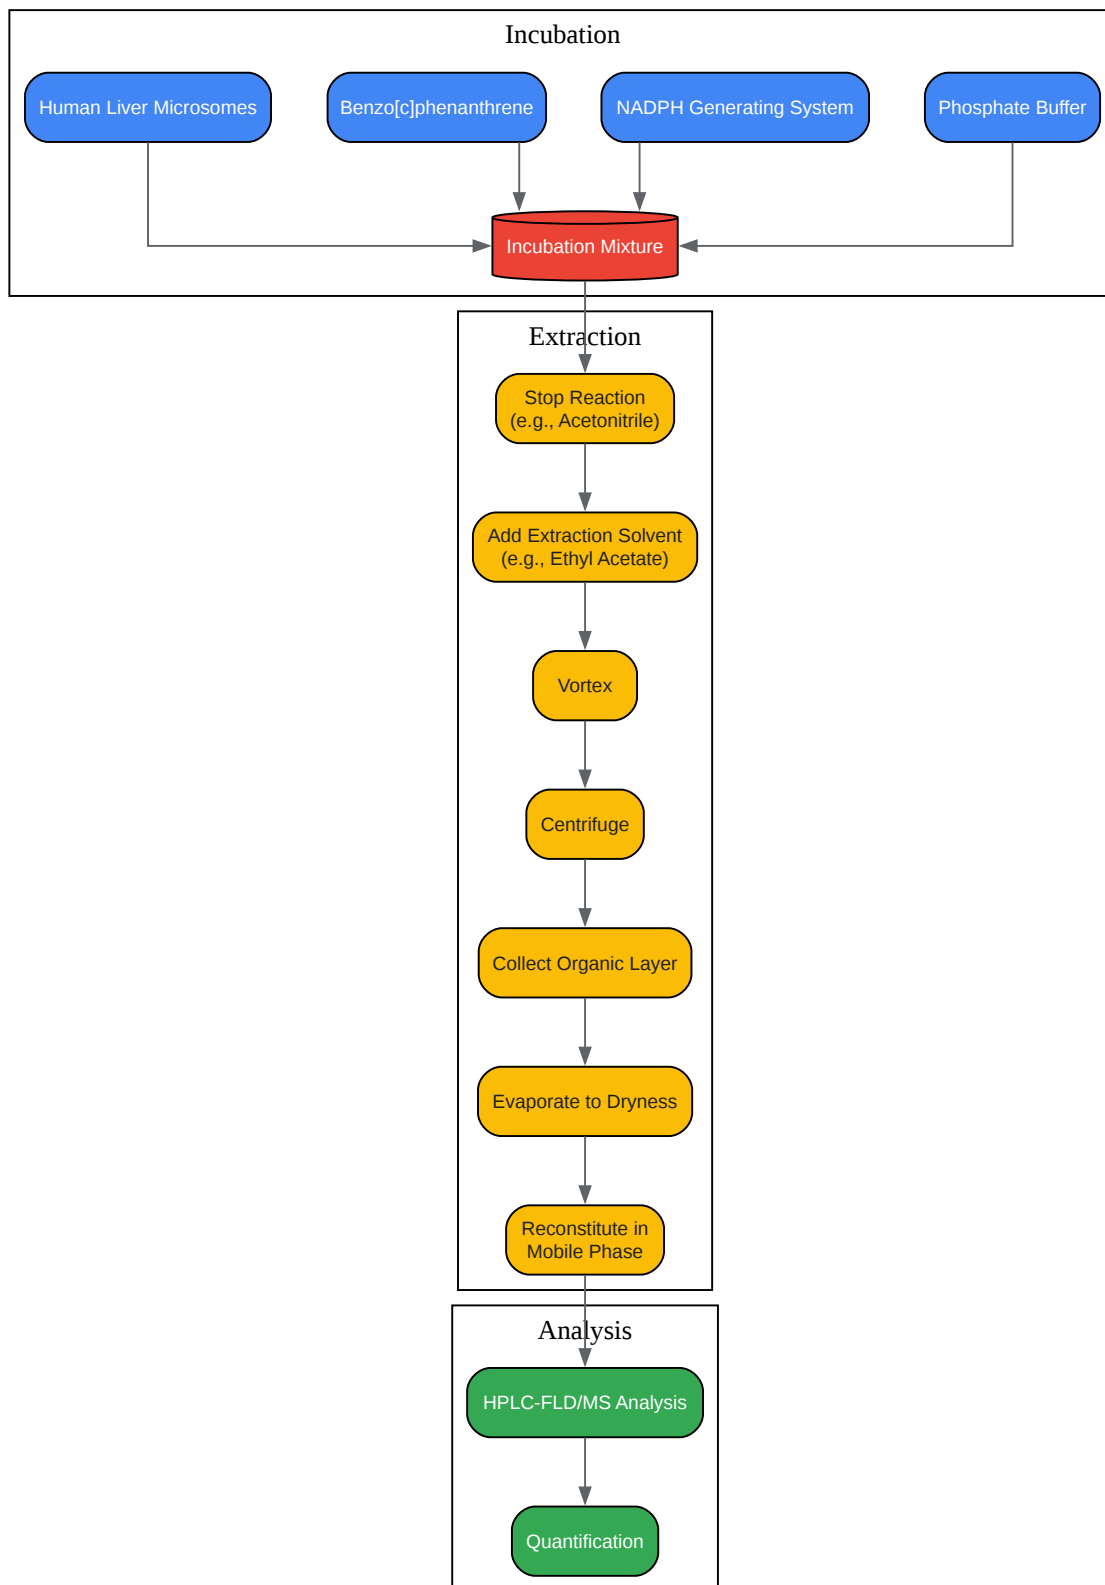 Incubation
Human Liver Microsomes
Benzo[c]phenanthrene
NADPH Generating System
Phosphate Buffer
Incubation Mixture
Extraction
Stop Reaction
(e.g., Acetonitrile)
Add Extraction Solvent
(e.g., Ethyl Acetate)
Vortex
Centrifuge
Collect Organic Layer
Evaporate to Dryness
Reconstitute in
Mobile Phase
Analysis
HPLC-FLD/MS Analysis
Quantification